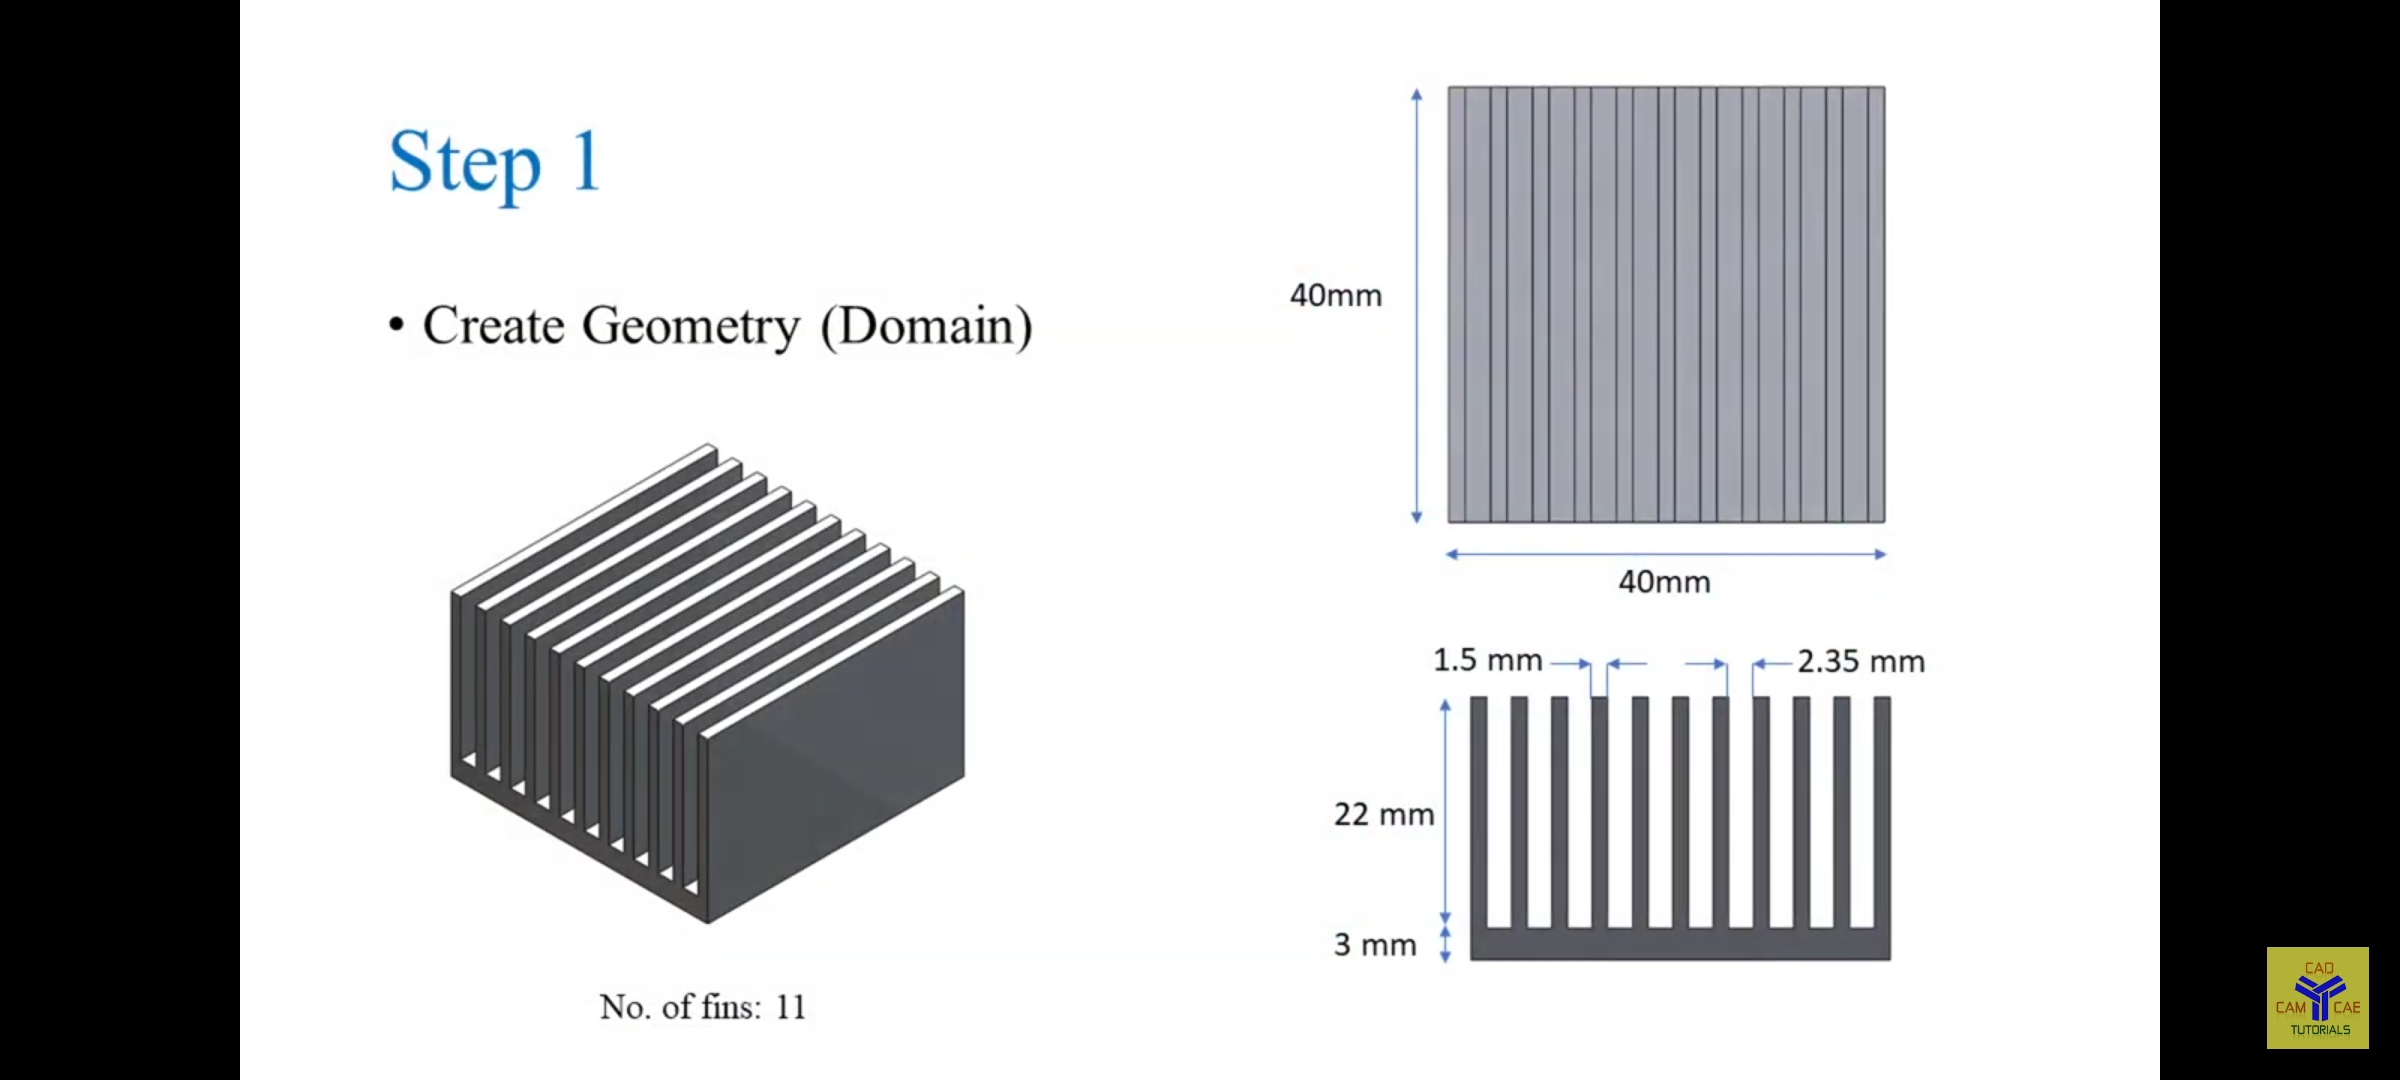 Step 1
• Create Geometry (Domain)
No. of fins: 11
40mm
40mm
1.5 mm
2.35 mm
22 mm
3 mm
CAD
CAM CAE
TUTORIALS